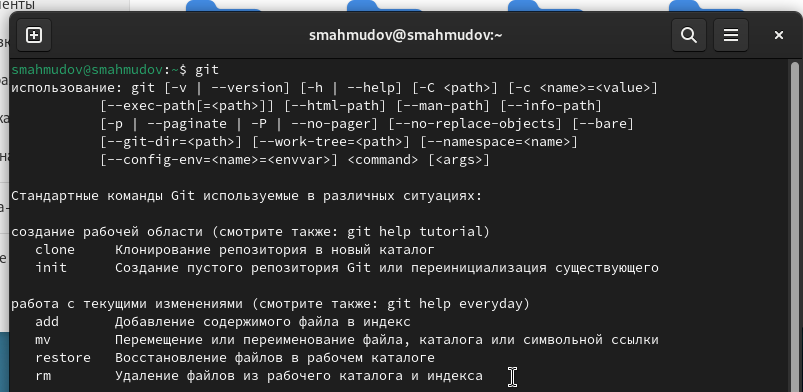 енты
smahmudov@smahmudov:~
smahmudov@smahmudov:~$ git
использование: git [-v | --version] [-h | --help] [-C <path>] [-c <name>=<value>]
[--exec-path[=<path>]] [--html-path] [--man-path] [--info-path]
[-p | --paginate | -P | --no-pager] [--no-replace-objects] [--bare]
[--git-dir=<path>] [--work-tree=<path>] [--namespace=<name>]
[--config-env=<name>=<envvar>] <command> [<args>]
Стандартные команды Git используемые в различных ситуациях:
создание рабочей области (смотрите также: git help tutorial)
clone Клонирование репозитория в новый каталог
init Создание пустого репозитория Git или переинициализация существующего
работа с текущими изменениями (смотрите также: git help everyday)
add Добавление содержимого файла в индекс
mv Перемещение или переименование файла, каталога или символьной ссылки
restore Восстановление файлов в рабочем каталоге
rm Удаление файлов из рабочего каталога и индекса